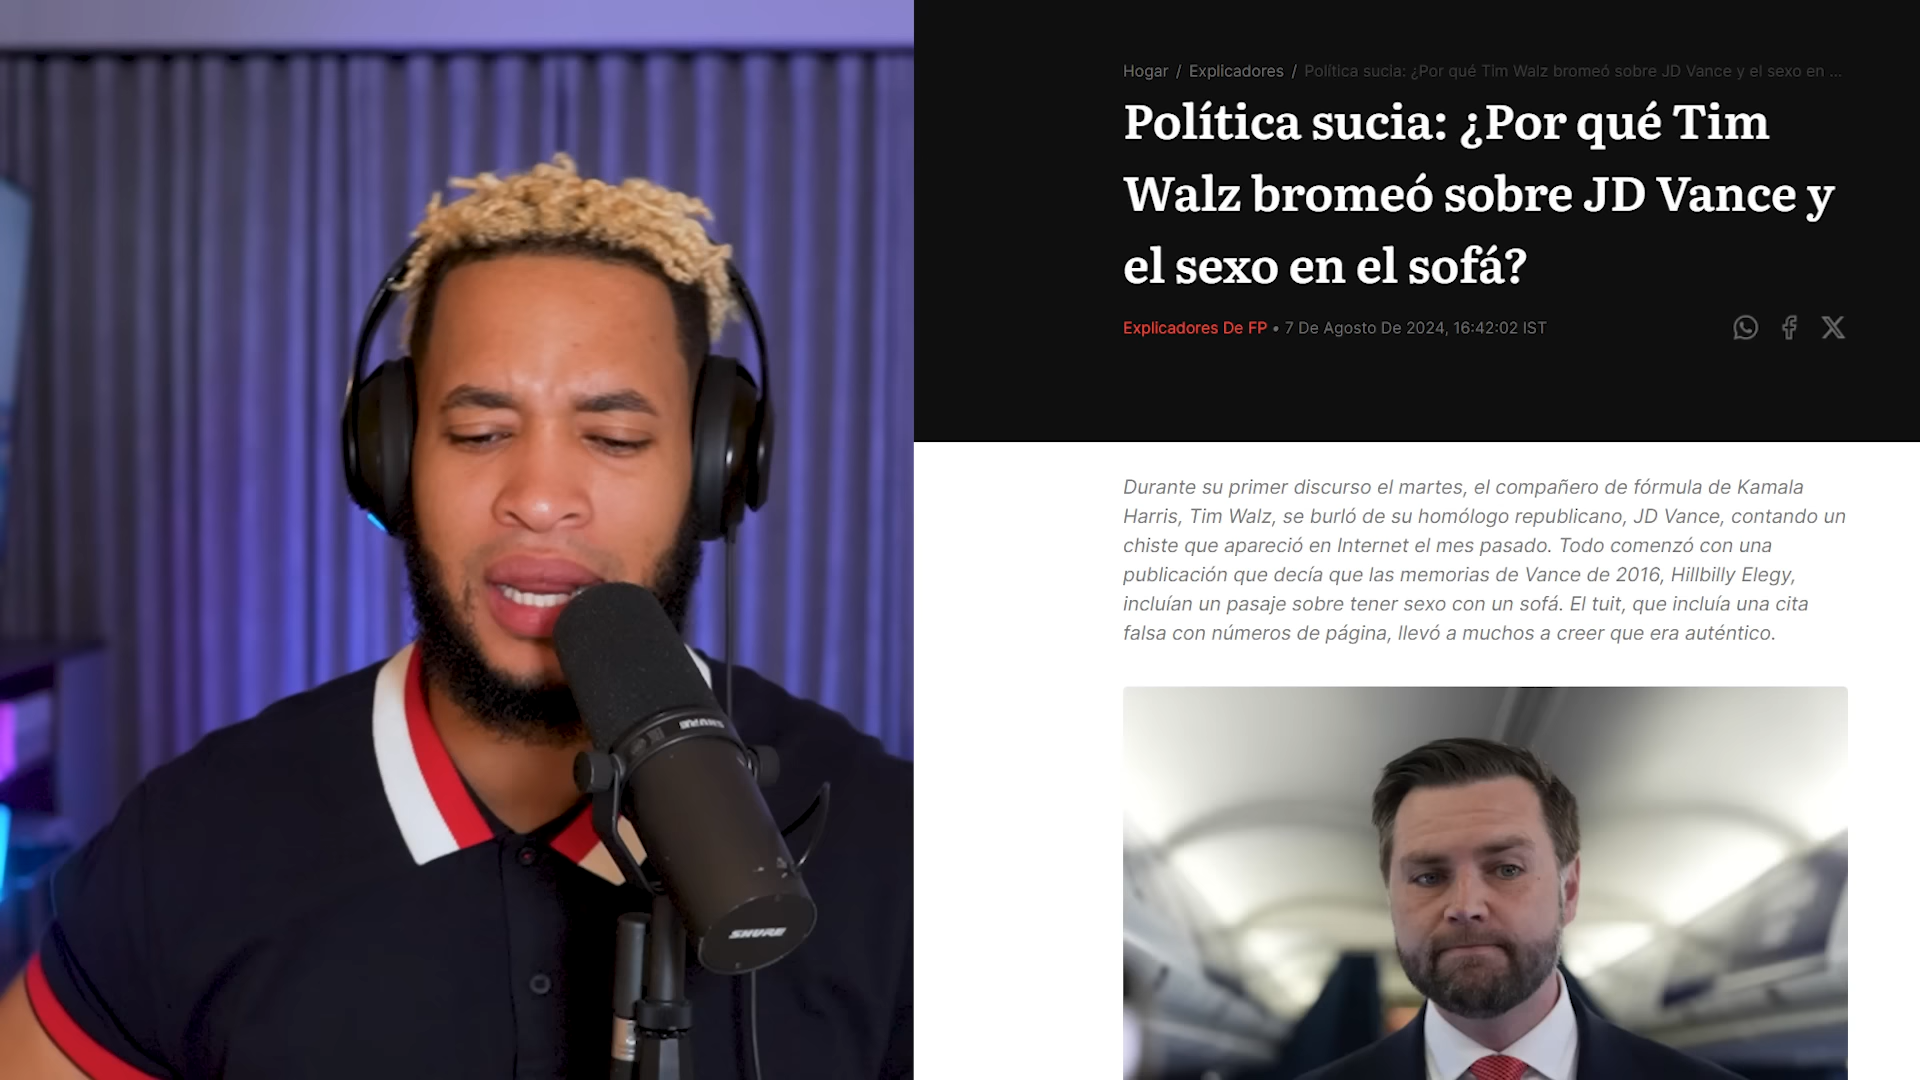 Hogar / Explicadores / Política sucia: ¿Por qué Tim Walz bromeó sobre JD Vance y el sexo en ...
Política sucia: ¿Por qué Tim
Walz bromeó sobre JD Vance y
el sexo en el sofá?
Explicadores De FP • 7 De Agosto De 2024, 16:42:02 IST
Durante su primer discurso el martes, el compañero de fórmula de Kamala
Harris, Tim Walz, se burló de su homólogo republicano, JD Vance, contando un
chiste que apareció en Internet el mes pasado. Todo comenzó con una
publicación que decía que las memorias de Vance de 2016, Hillbilly Elegy,
incluían un pasaje sobre tener sexo con un sofá. El tuit, que incluía una cita
falsa con números de página, llevó a muchos a creer que era auténtico.
SHURE
SHURE